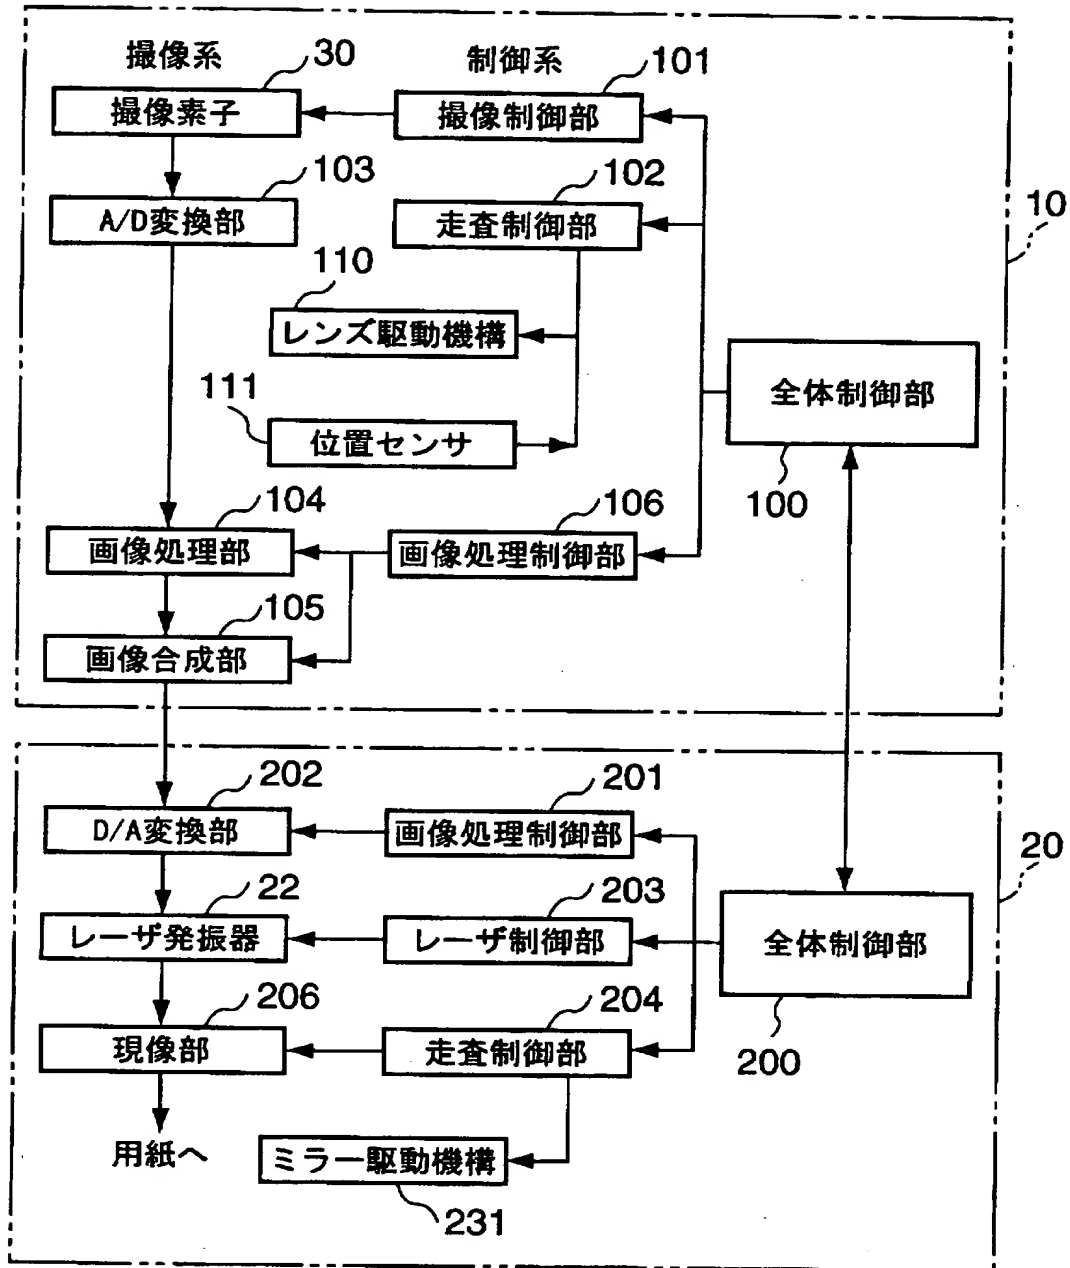 撮像系
30
制御系
101
撮像素子
撮像制御部
103
102
A/D変換部
走査制御部
10
110
レンズ駆動機構
111
全体制御部
位置センサ
100
104
106
画像処理部
画像処理制御部
105
画像合成部
202
201
D/A変換部
画像処理制御部
20
22
203
レーザ発振器
レーザ制御部
全体制御部
206
204
現像部
走査制御部
200
用紙へ
ミラー駆動機構
231